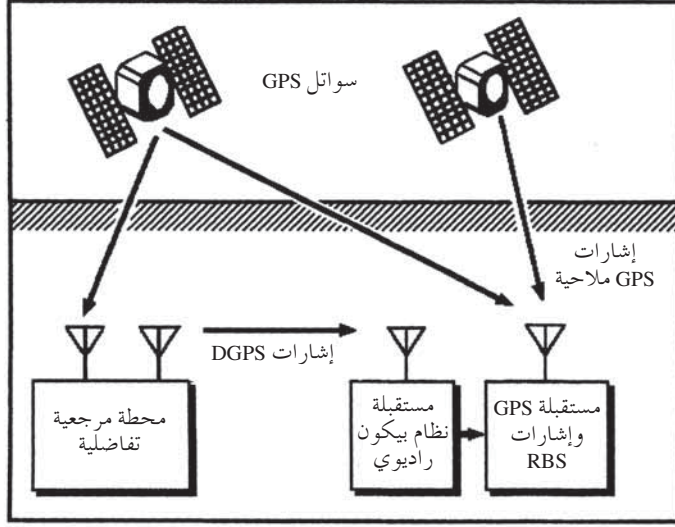 سواتل GPS
إشارات
GPS ملاحية
إشارات DGPS
محطة مرجعية
تفاضلية
مستقبلة
نظام بيكون
راديوي
مستقبلة GPS
وإشارات
RBS